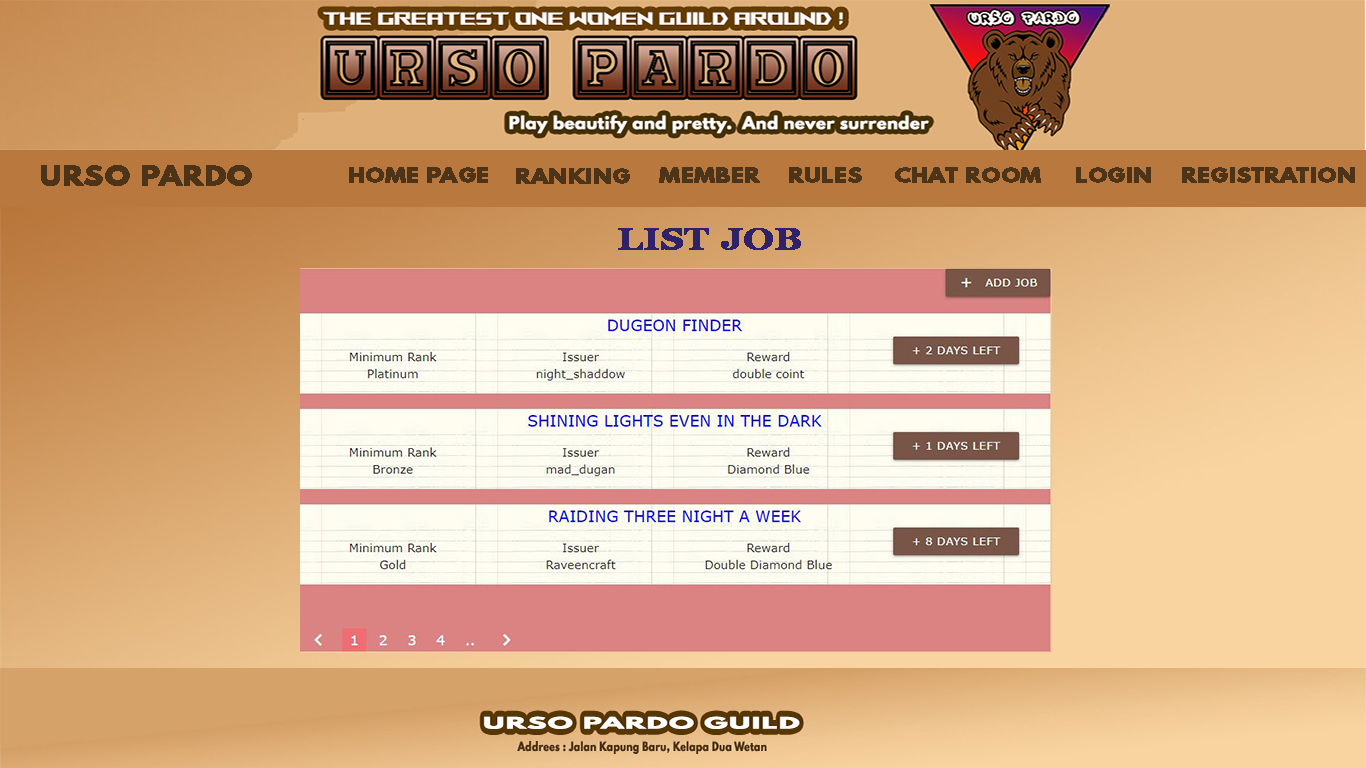 THE GREATEST ONE WOMEN GUILD AROUND !
URSO PARDO
URSO PARDO
Play beautify and pretty. And never surrender
URSO PARDO
HOME PAGE
RANKING
MEMBER
RULES
CHAT ROOM
LOGIN
REGISTRATION
LIST JOB
+ ADD JOB
DUGEON FINDER
Minimum Rank
Platinum
Issuer
night_shaddow
Reward
double coint
+ 2 DAYS LEFT
SHINING LIGHTS EVEN IN THE DARK
Minimum Rank
Bronze
Issuer
mad_dugan
Reward
Diamond Blue
+ 1 DAYS LEFT
RAIDING THREE NIGHT A WEEK
Minimum Rank
Gold
Issuer
Raveencraft
Reward
Double Diamond Blue
+ 8 DAYS LEFT
1 2 3 4 ..
URSO PARDO GUILD
Addrees : Jalan Kapung Baru, Kelapa Dua Wetan